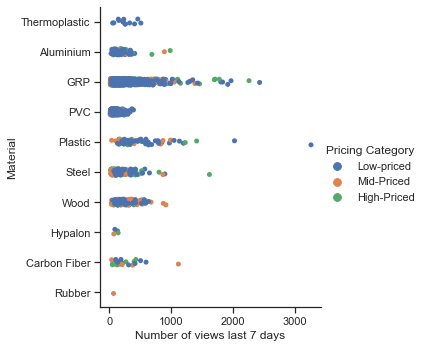 Thermoplastic
Aluminium
GRP
PVC
Plastic
Steel
Wood
Hypalon
Carbon Fiber
Rubber
Material
0
1000
2000
3000
Number of views last 7 days
Pricing Category
Low-priced
Mid-Priced
High-Priced